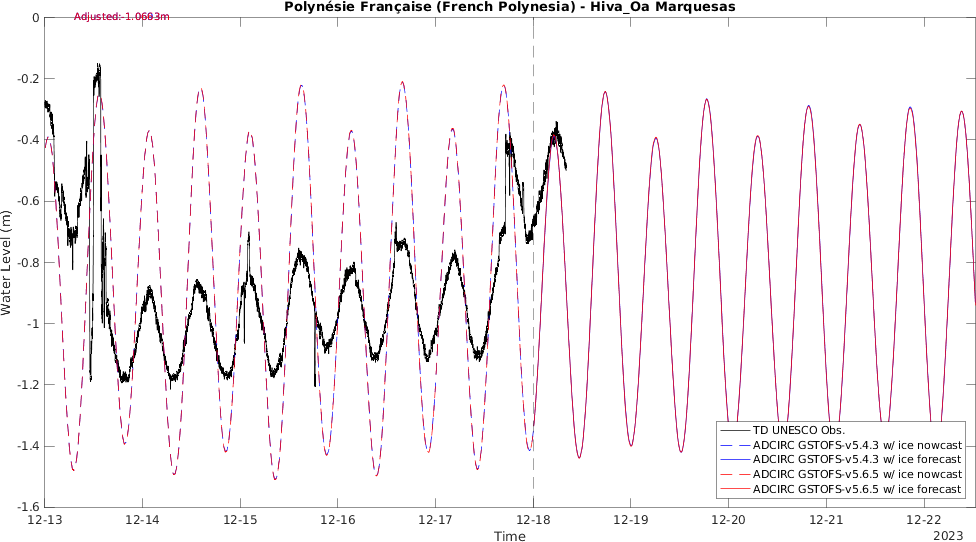 Polynésie Française (French Polynesia) - Hiva_Oa Marquesas
0
-0.2
-0.4
-0.6
-0.8
-1
-1.2
-1.4
-1.6
Water Level (m)
TD UNESCO Obs.
ADCIRC GSTOFS-v5.4.3 w/ ice nowcast
ADCIRC GSTOFS-v5.4.3 w/ ice forecast
ADCIRC GSTOFS-v5.6.5 w/ ice nowcast
ADCIRC GSTOFS-v5.6.5 w/ ice forecast
12-13 12-14 12-15 12-16 12-17 12-18 12-19 12-20 12-21 12-22
Time
2023